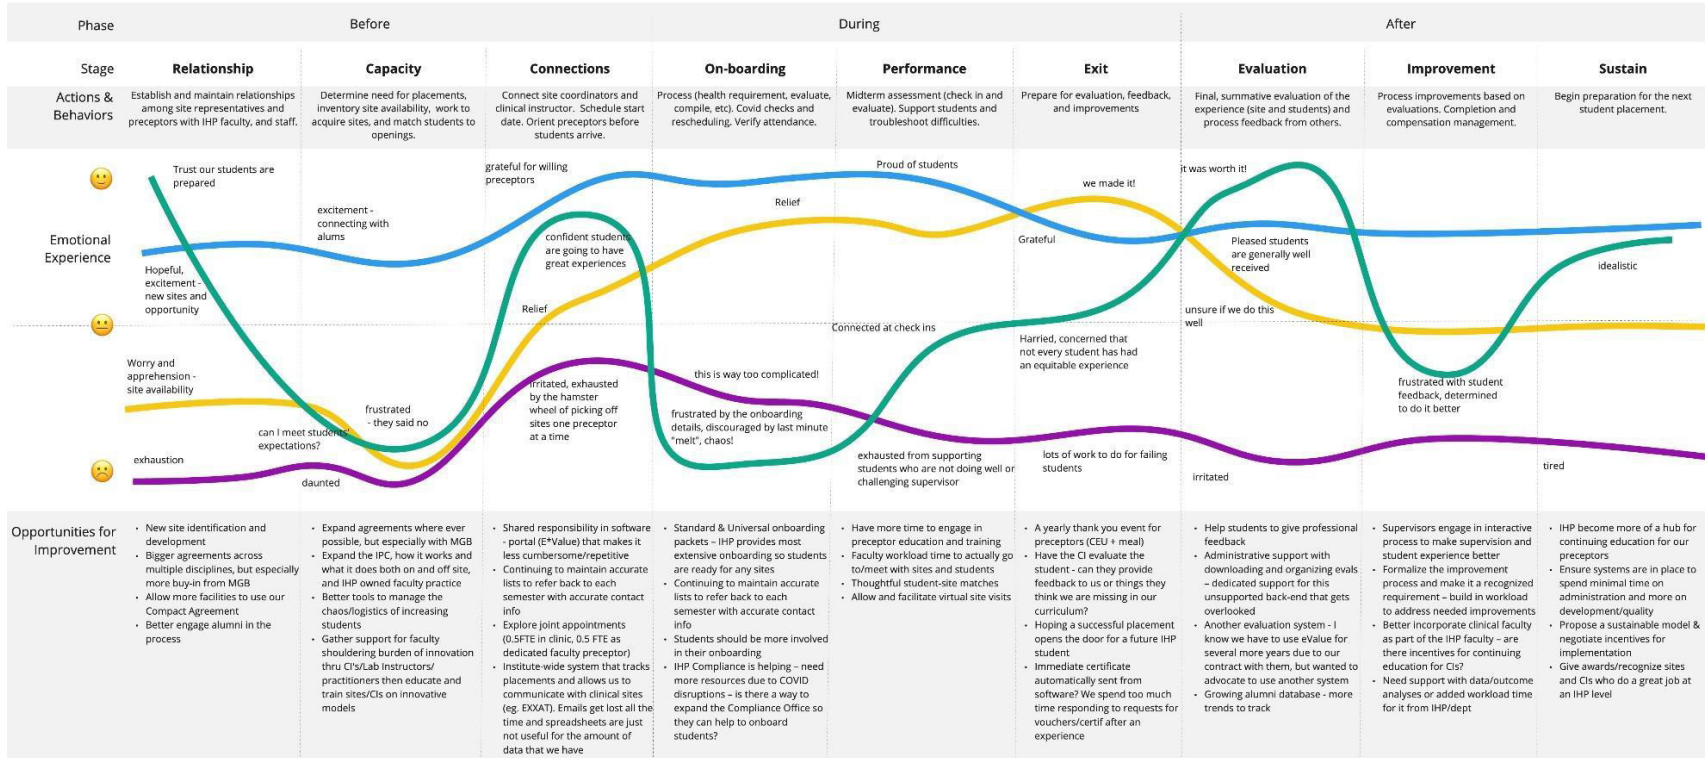 Phase
Before
During
After
Stage
Relationship
Capacity
Connections
On-boarding
Performance
Exit
Evaluation
Improvement
Sustain
Actions &
Behaviors
Establish and maintain relationships
among site representatives and
preceptors with IHP faculty, and staff.
Determine need for placements,
inventory site availability, work to
acquire sites, and match students to
openings.
Connect site coordinators and
clinical instructor. Schedule start
date. Orient preceptors before
students arrive.
Process (health requirement, evaluate,
compile, etc). Covid checks and
rescheduling. Verify attendance.
Midterm assessment (check in and
evaluate). Support students and
troubleshoot difficulties.
Prepare for evaluation, feedback,
and improvements
Final, summative evaluation of the
experience (site and students) and
process feedback from others.
Process improvements based on
evaluations. Completion and
compensation management.
Begin preparation for the next
student placement.
Emotional
Experience
Trust our students are
prepared
Hopeful,
excitement -
new sites and
opportunity
Worry and
apprehension -
site availability
exhaustion
excitement -
connecting with
alums
can I meet students'
expectations?
frustrated
- they said no
daunted
grateful for willing
preceptors
confident students
are going to have
great experiences
Relief
irritated, exhausted
by the hamster
wheel of picking off
sites one preceptor
at a time
Relief
this is way too complicated!
frustrated by the onboarding
details, discouraged by last minute
"melt", chaos!
Proud of students
Connected at check ins
exhausted from supporting
students who are not doing well or
challenging supervisor
we made it!
Grateful
Harried, concerned that
not every student has had
an equitable experience
lots of work to do for failing
students
it was worth it!
Pleased students
are generally well
received
unsure if we do this
well
irritated
frustrated with student
feedback, determined
to do it better
idealistic
tired
Opportunities for
Improvement
• New site identification and
development
• Bigger agreements across
multiple disciplines, but especially
more buy-in from MGB
• Allow more facilities to use our
Compact Agreement
• Better engage alumni in the
process
• Expand agreements where ever
possible, but especially with MGB
• Expand the IPC, how it works and
what it does both on and off site,
and IHP owned faculty practice
• Better tools to manage the
chaos/logistics of increasing
students
• Gather support for faculty
shouldering burden of innovation
thru CI's/Lab Instructors/
practitioners then educate and
train sites/CIs on innovative
models
• Shared responsibility in software
- portal (E*Value) that makes it
less cumbersome/repetitive
• Continuing to maintain accurate
lists to refer back to each
semester with accurate contact
info
• Explore joint appointments
(0.5FTE in clinic, 0.5 FTE as
dedicated faculty preceptor)
• Institute-wide system that tracks
placements and allows us to
communicate with clinical sites
(eg. EXXAT). Emails get lost all the
time and spreadsheets are just
not useful for the amount of
data that we have
• Standard & Universal onboarding
packets – IHP provides most
extensive onboarding so students
are ready for any sites
• Continuing to maintain accurate
lists to refer back to each
semester with accurate contact
info
• Students should be more involved
in their onboarding
• IHP Compliance is helping – need
more resources due to COVID
disruptions – is there a way to
expand the Compliance Office so
they can help to onboard
students?
• Have more time to engage in
preceptor education and training
• Faculty workload time to actually go
to/meet with sites and students
• Thoughtful student-site matches
• Allow and facilitate virtual site visits
• A yearly thank you event for
preceptors (CEU + meal)
• Have the CI evaluate the
student - can they provide
feedback to us or things they
think we are missing in our
curriculum?
• Hoping a successful placement
opens the door for a future IHP
student
• Immediate certificate
automatically sent from
software? We spend too much
time responding to requests for
vouchers/certif after an
experience
• Help students to give professional
feedback
• Administrative support with
downloading and organizing evals
– dedicated support for this
unsupported back-end that gets
overlooked
• Another evaluation system - I
know we have to use eValue for
several more years due to our
contract with them, but wanted to
advocate to use another system
• Growing alumni database - more
trends to track
• Supervisors engage in interactive
process to make supervision and
student experience better
• Formalize the improvement
process and make it a recognized
requirement – build in workload
to address needed improvements
• Better incorporate clinical faculty
as part of the IHP faculty – are
there incentives for continuing
education for CIs?
• Need support with data/outcome
analyses or added workload time
for it from IHP/dept
• IHP become more of a hub for
continuing education for our
preceptors
• Ensure systems are in place to
spend minimal time on
administration and more on
development/quality
• Propose a sustainable model &
negotiate incentives for
implementation
• Give awards/recognize sites
and CIs who do a great job at
an IHP level